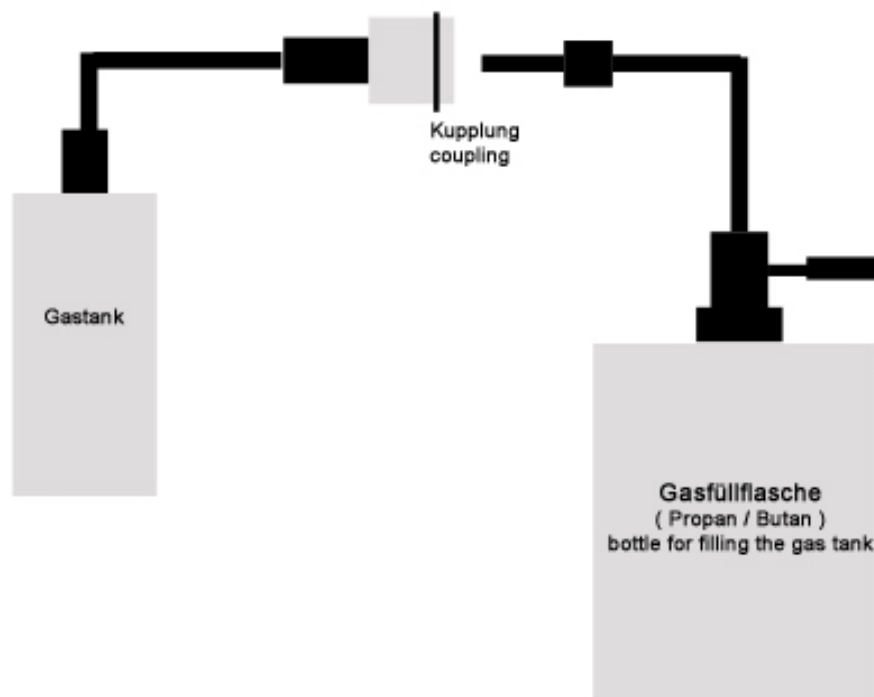 Kupplung
coupling
Gastank
Gasfüllflasche
( Propan / Butan )
bottle for filling the gas tank